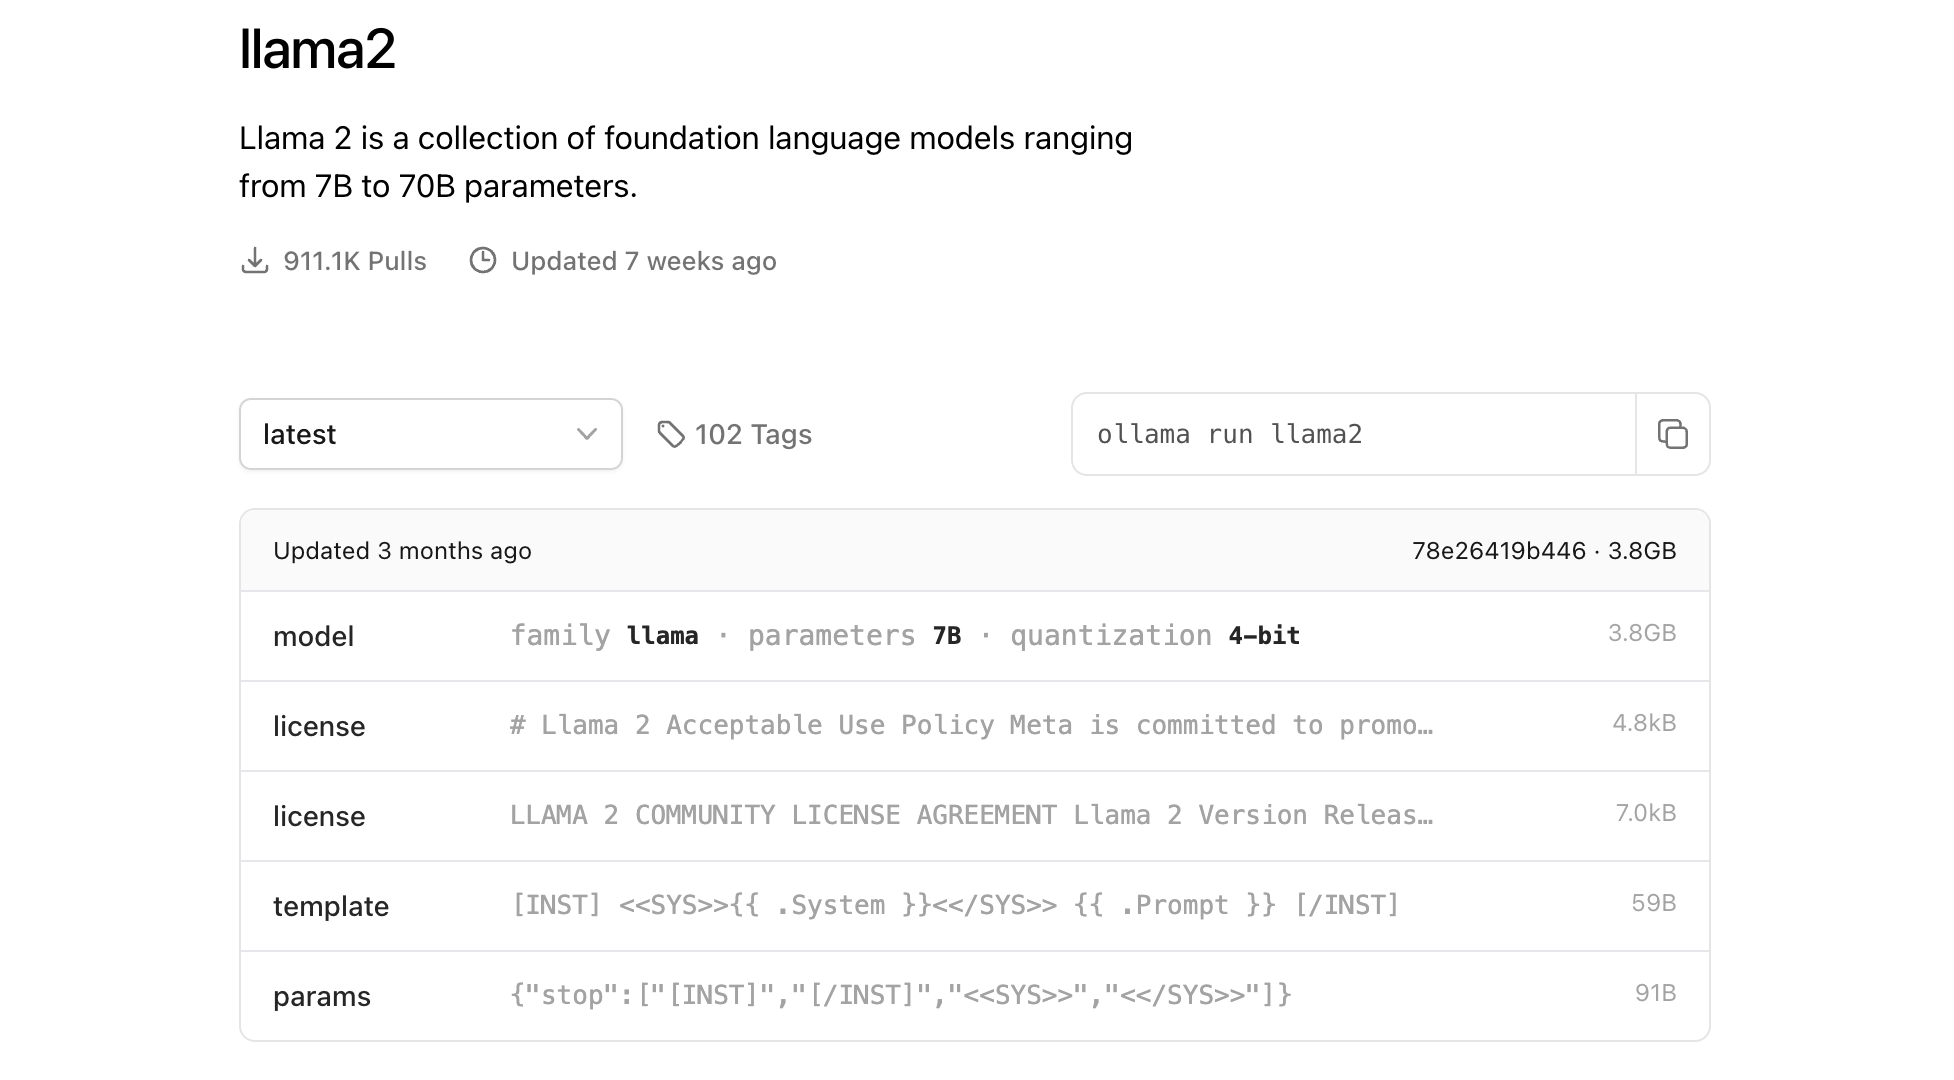 llama2
Llama 2 is a collection of foundation language models ranging
from 7B to 70B parameters.
911.1K Pulls Updated 7 weeks ago
latest 102 Tags ollama run llama2
Updated 3 months ago 78e26419b446 · 3.8GB
model family llama · parameters 7B · quantization 4-bit 3.8GB
license # Llama 2 Acceptable Use Policy Meta is committed to promo… 4.8kB
license LLAMA 2 COMMUNITY LICENSE AGREEMENT Llama 2 Version Releas… 7.0kB
template [INST] <<SYS>>{{ .System }}<</SYS>> {{ .Prompt }} [/INST] 59B
params {"stop":["[INST]","[/INST]","<<SYS>>","<</SYS>>"]} 91B